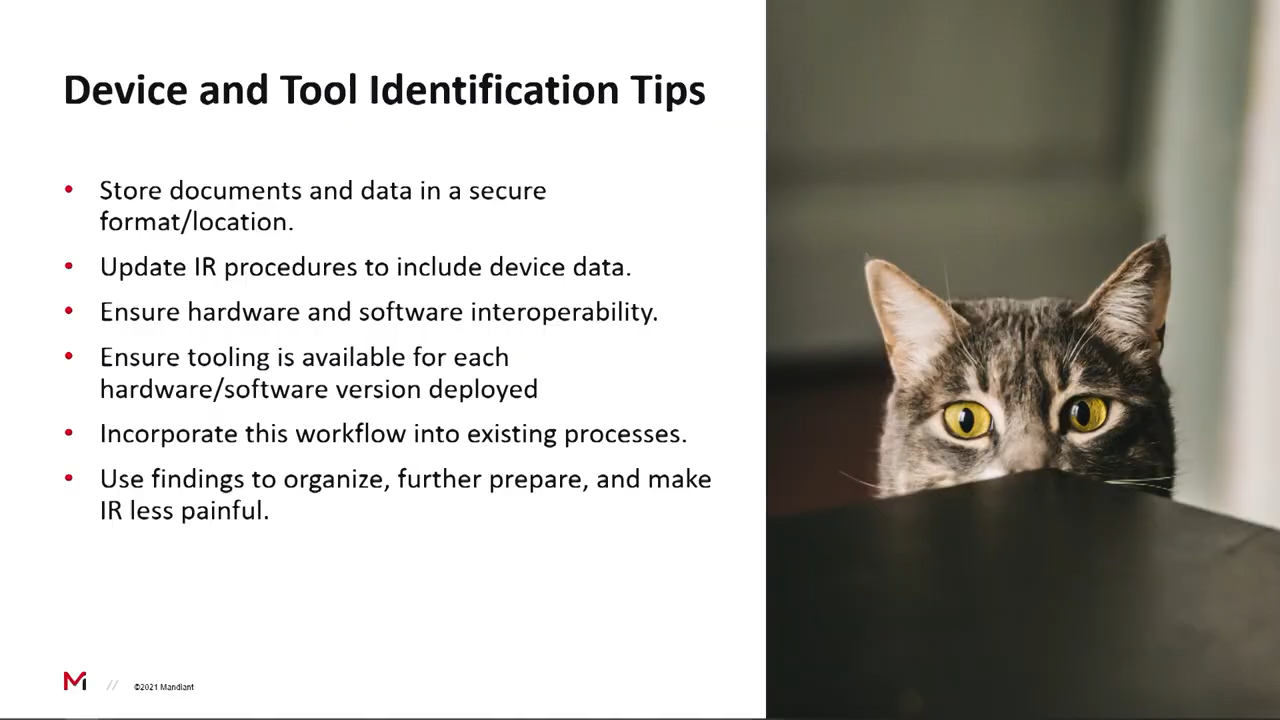 Device and Tool Identification Tips
• Store documents and data in a secure
format/location.
• Update IR procedures to include device data.
• Ensure hardware and software interoperability.
• Ensure tooling is available for each
hardware/software version deployed
• Incorporate this workflow into existing processes.
• Use findings to organize, further prepare, and make
IR less painful.
M // ©2021 Mandiant